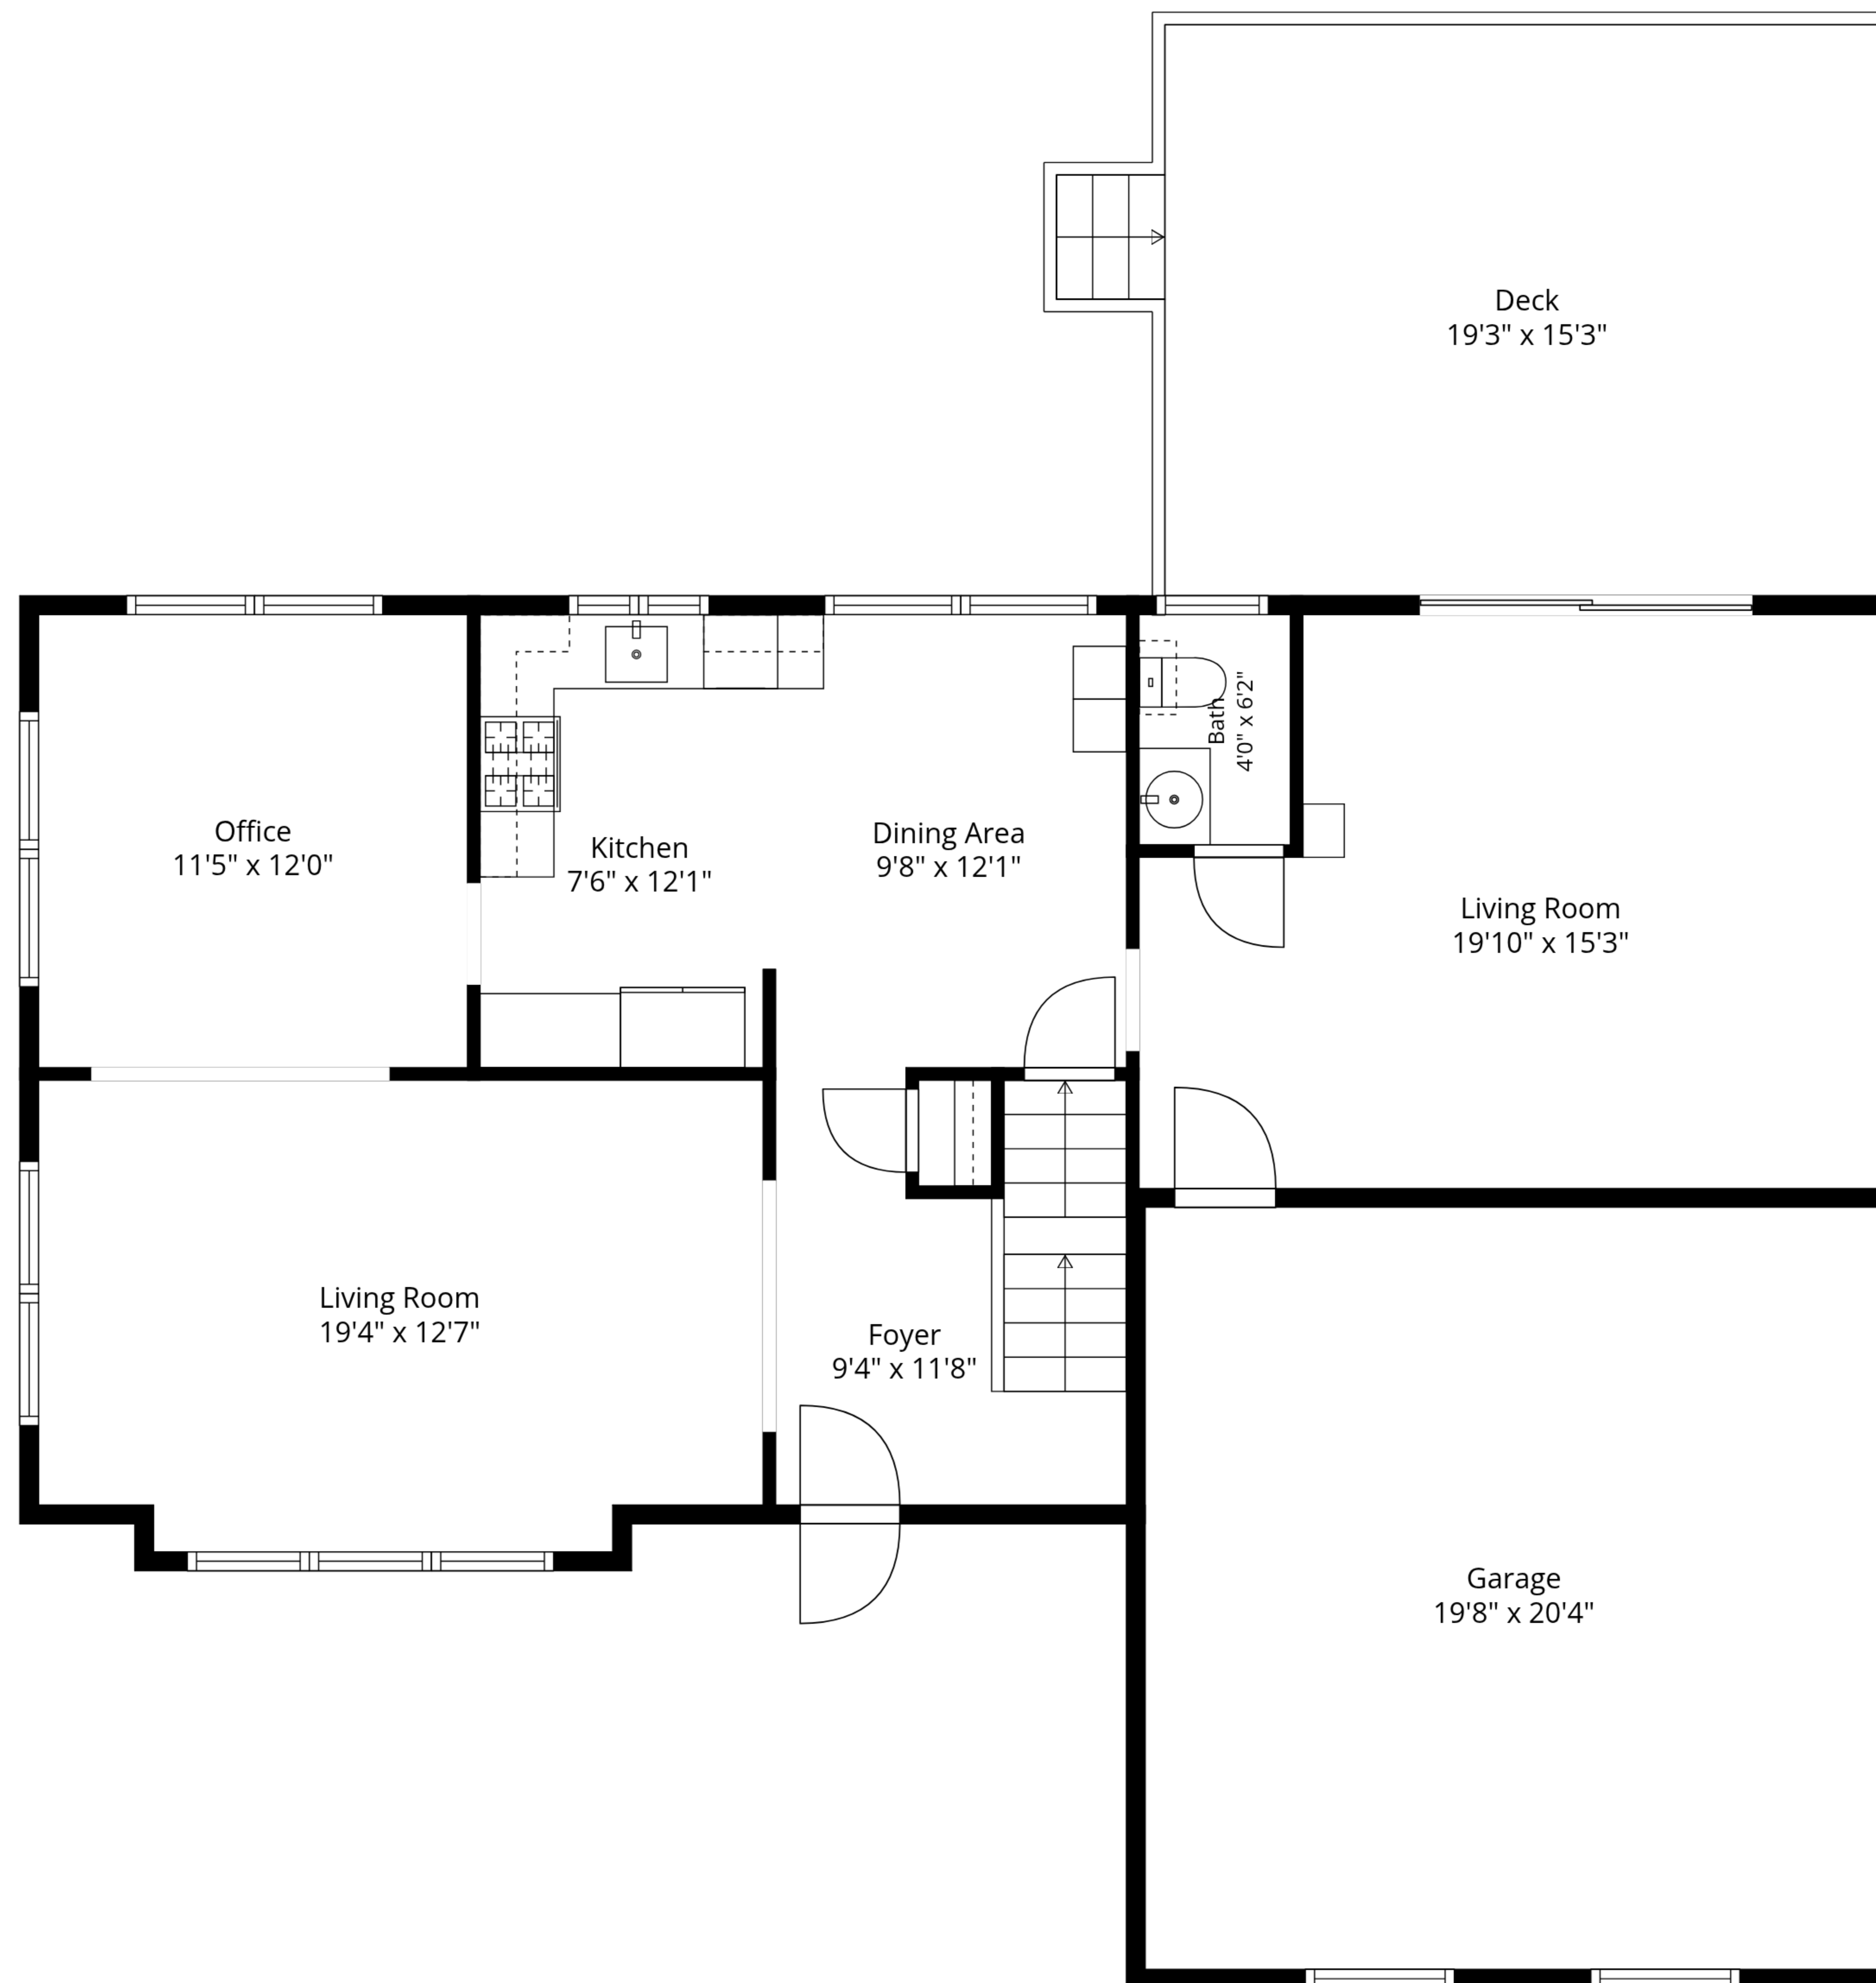 Deck
19'3" x 15'3"
Office
11'5" x 12'0"
Kitchen
7'6" x 12'1"
Dining Area
9'8" x 12'1"
Bath
4'0" x 6'2"
Living Room
19'10" x 15'3"
Living Room
19'4" x 12'7"
Foyer
9'4" x 11'8"
Garage
19'8" x 20'4"